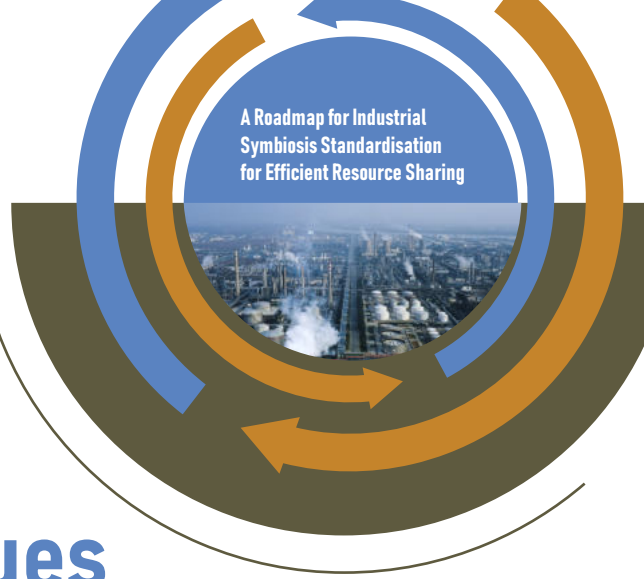 A Roadmap for Industrial
Symbiosis Standardisation
for Efficient Resource Sharing